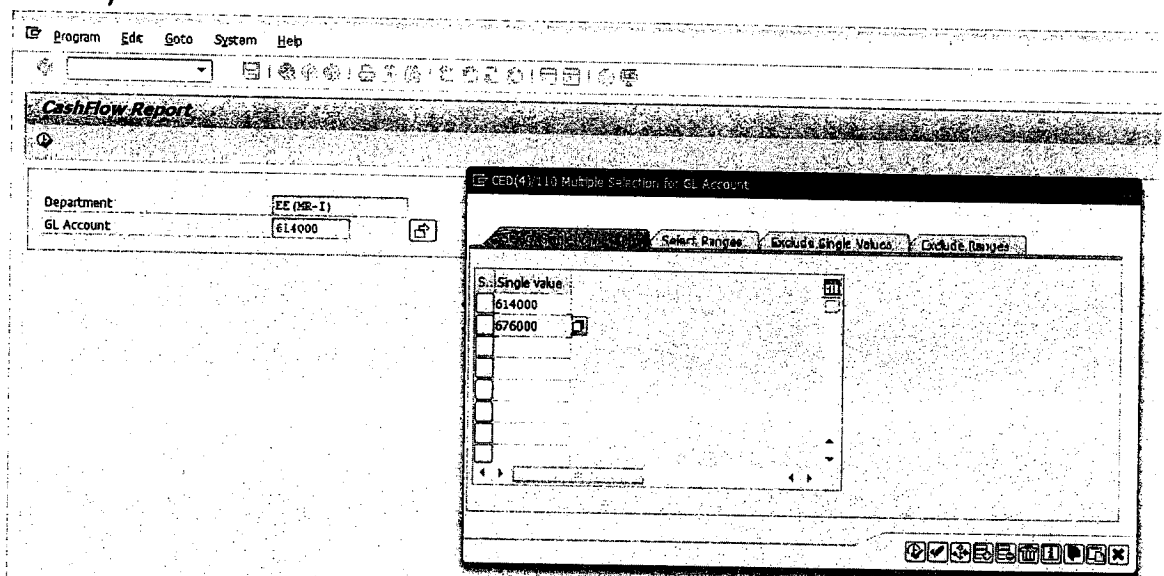 Program Edit Goto System Help
CashFlow Report
Department EE(MR-I)
GL Account 614000
CED(4)/110 Multiple Selection for GL Account
Select Ranges Exclude Single Values Exclude Ranges
S.. Single value
614000
676000